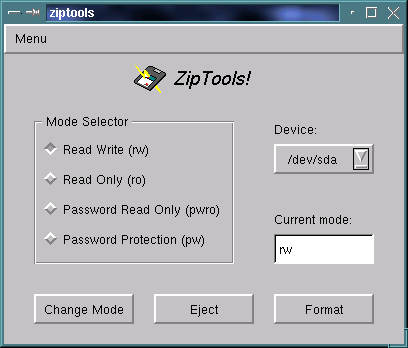 ziptools
Menu
ZipTools!
Mode Selector
Read Write (rw)
Read Only (ro)
Password Read Only (pwro)
Password Protection (pw)
Device:
/dev/sda
Current mode:
rw
Change Mode
Eject
Format